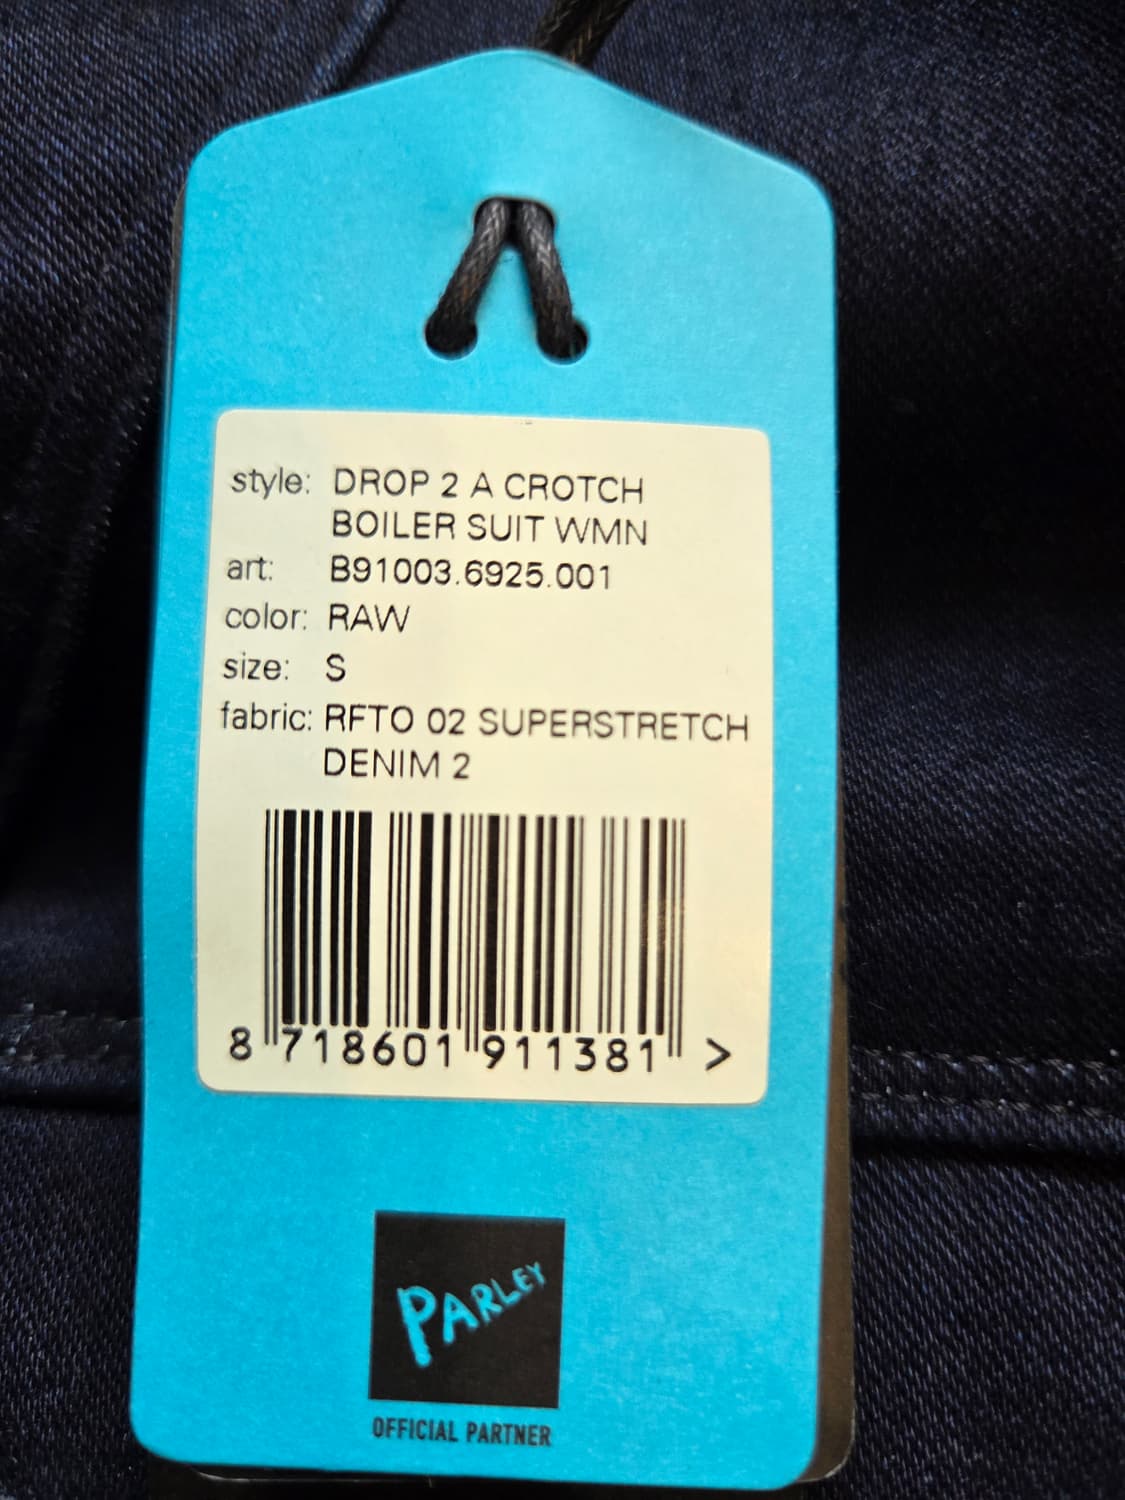 style: DROP 2 A CROTCH
BOILER SUIT WMN
art: B91003.6925.001
color: RAW
size: S
fabric: RFTO 02 SUPERSTRETCH
DENIM 2
8 718601 911381 >
PARLEY
OFFICIAL PARTNER